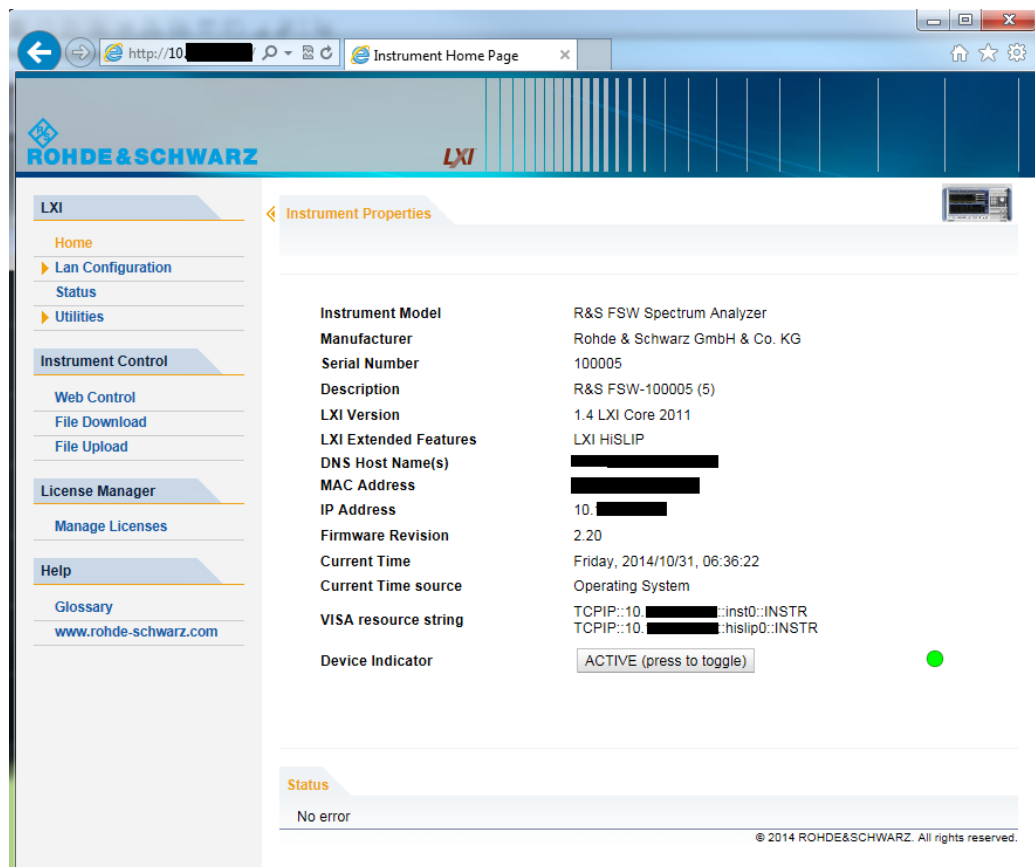 http://10.
Instrument Home Page
R&S
ROHDE&SCHWARZ
LXI
LXI
Home
Lan Configuration
Status
Utilities
Instrument Control
Web Control
File Download
File Upload
License Manager
Manage Licenses
Help
Glossary
www.rohde-schwarz.com
Instrument Properties
Instrument Model R&S FSW Spectrum Analyzer
Manufacturer Rohde & Schwarz GmbH & Co. KG
Serial Number 100005
Description R&S FSW-100005 (5)
LXI Version 1.4 LXI Core 2011
LXI Extended Features LXI HiSLIP
DNS Host Name(s)
MAC Address
IP Address 10.
Firmware Revision 2.20
Current Time Friday, 2014/10/31, 06:36:22
Current Time source Operating System
VISA resource string TCPIP::10. ::inst0::INSTR
TCPIP::10. ::hislip0::INSTR
Device Indicator ACTIVE (press to toggle)
Status
No error
© 2014 ROHDE&SCHWARZ. All rights reserved.